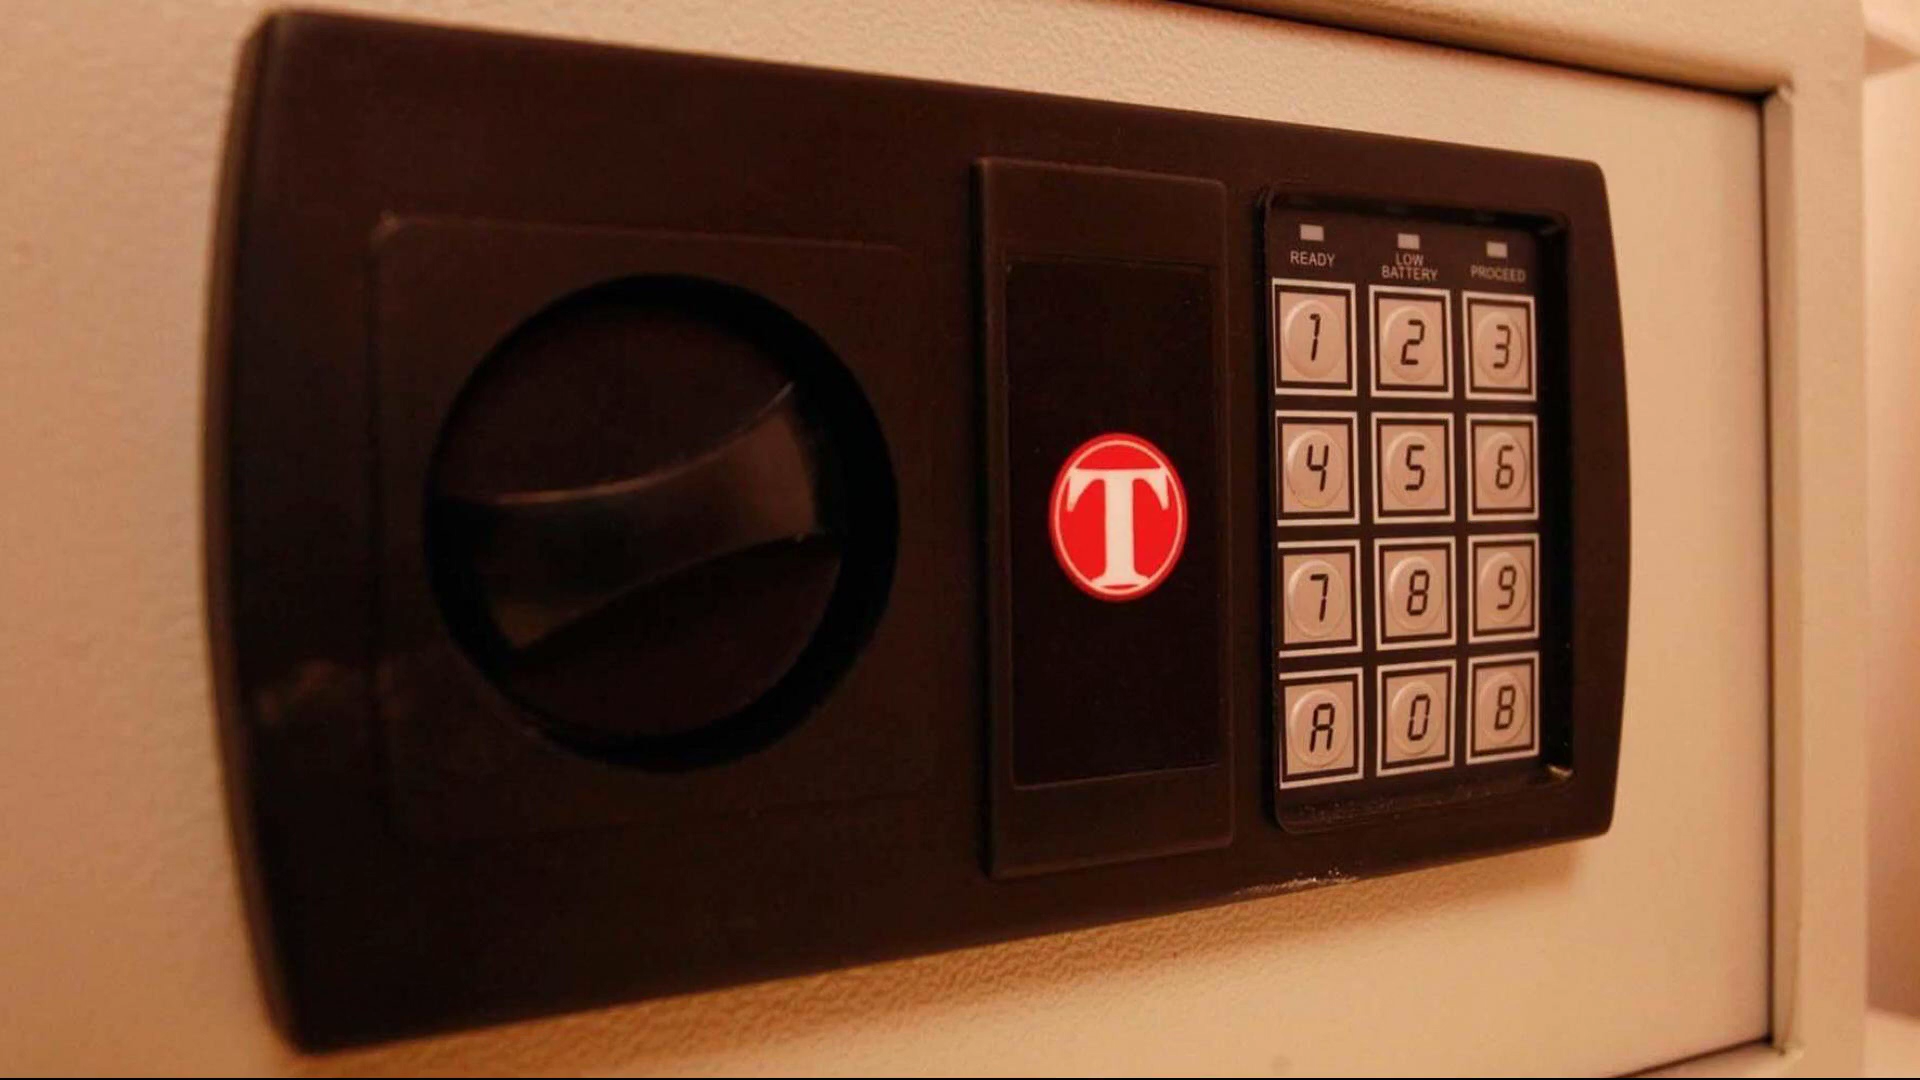 READY LOW BATTERY PROCEED
1 2 3
T
4 5 6
7 8 9
A 0 B